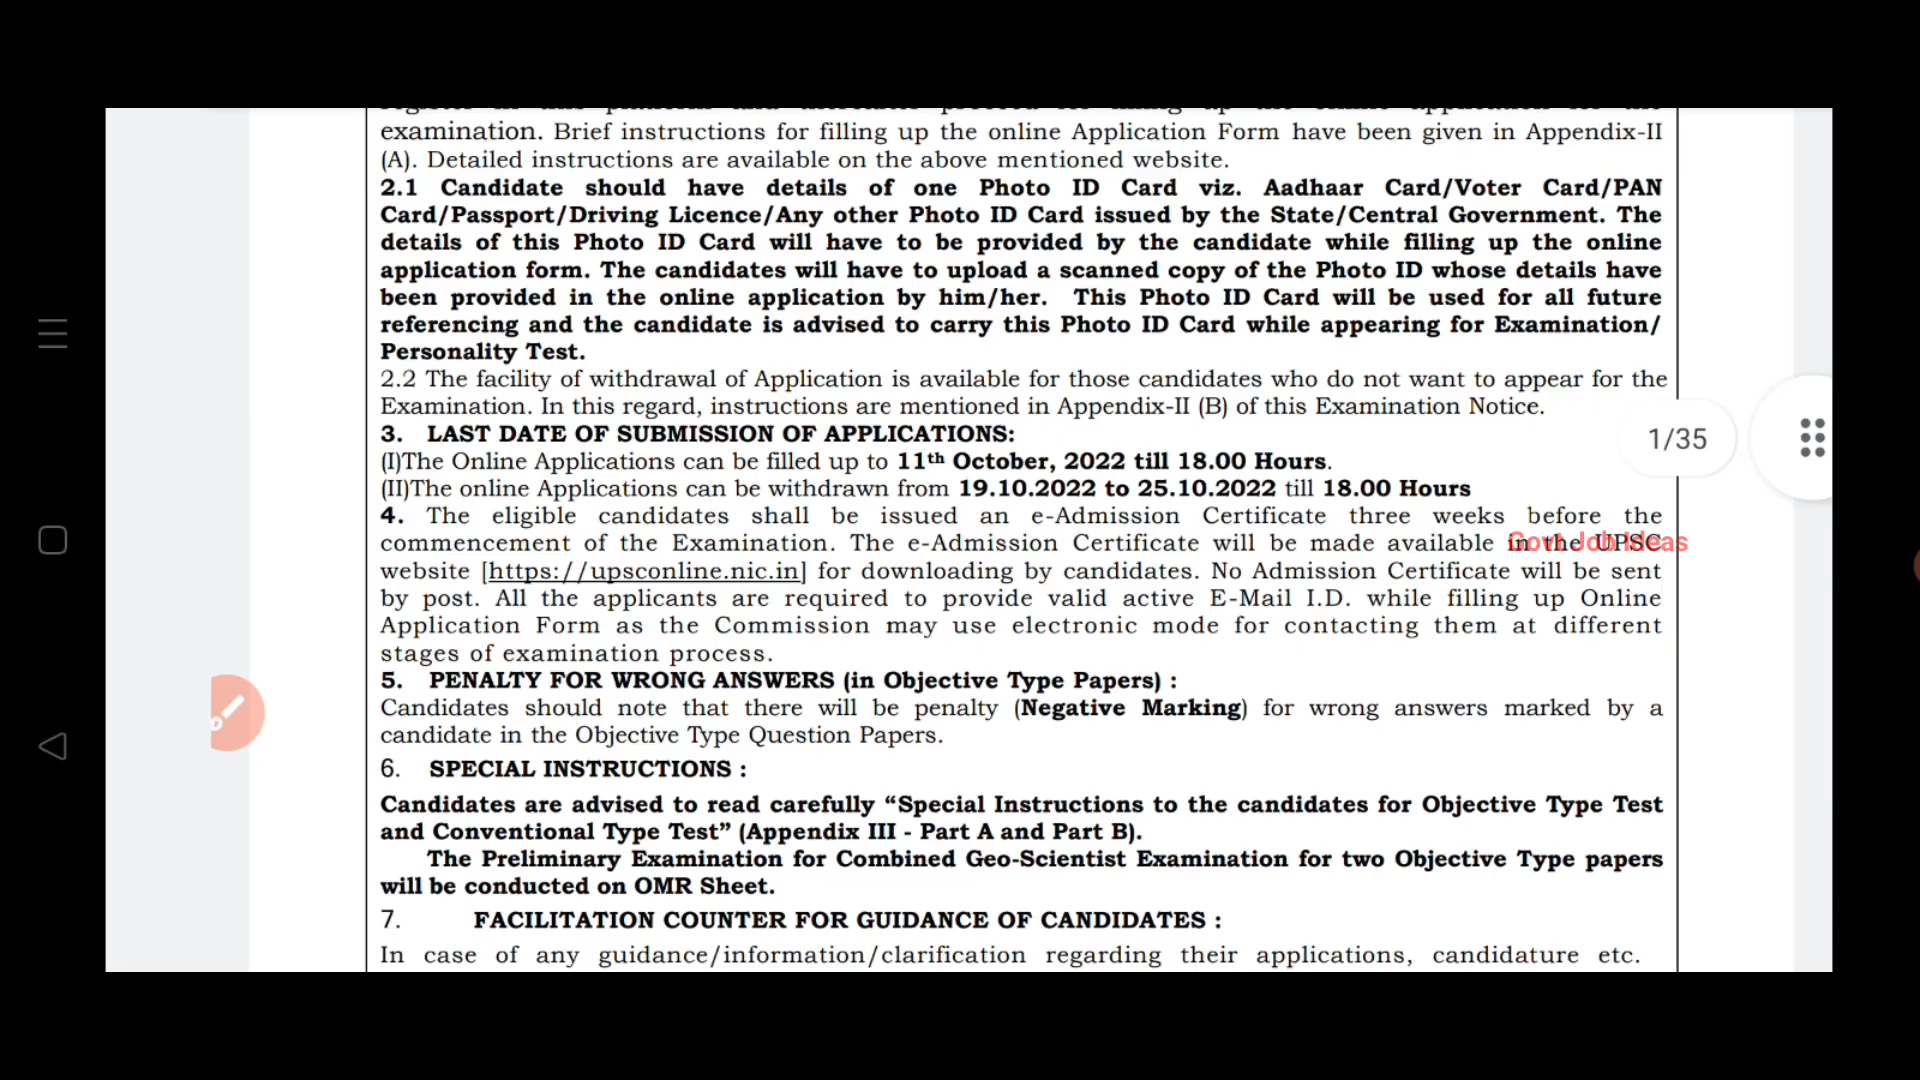 examination. Brief instructions for filling up the online Application Form have been given in Appendix-II
(A). Detailed instructions are available on the above mentioned website.
2.1 Candidate should have details of one Photo ID Card viz. Aadhaar Card/Voter Card/PAN
Card/Passport/Driving Licence/Any other Photo ID Card issued by the State/Central Government. The
details of this Photo ID Card will have to be provided by the candidate while filling up the online
application form. The candidates will have to upload a scanned copy of the Photo ID whose details have
been provided in the online application by him/her. This Photo ID Card will be used for all future
referencing and the candidate is advised to carry this Photo ID Card while appearing for Examination/
Personality Test.
2.2 The facility of withdrawal of Application is available for those candidates who do not want to appear for the
Examination. In this regard, instructions are mentioned in Appendix-II (B) of this Examination Notice.
3. LAST DATE OF SUBMISSION OF APPLICATIONS:
1/35
(I)The Online Applications can be filled up to 11th October, 2022 till 18.00 Hours.
(II)The online Applications can be withdrawn from 19.10.2022 to 25.10.2022 till 18.00 Hours
4. The eligible candidates shall be issued an e-Admission Certificate three weeks before the
commencement of the Examination. The e-Admission Certificate will be made available in the UPSC
Govt Job Ideas
website [https://upsconline.nic.in] for downloading by candidates. No Admission Certificate will be sent
by post. All the applicants are required to provide valid active E-Mail I.D. while filling up Online
Application Form as the Commission may use electronic mode for contacting them at different
stages of examination process.
5. PENALTY FOR WRONG ANSWERS (in Objective Type Papers) :
Candidates should note that there will be penalty (Negative Marking) for wrong answers marked by a
candidate in the Objective Type Question Papers.
6. SPECIAL INSTRUCTIONS :
Candidates are advised to read carefully “Special Instructions to the candidates for Objective Type Test
and Conventional Type Test” (Appendix III - Part A and Part B).
The Preliminary Examination for Combined Geo-Scientist Examination for two Objective Type papers
will be conducted on OMR Sheet.
7. FACILITATION COUNTER FOR GUIDANCE OF CANDIDATES :
In case of any guidance/information/clarification regarding their applications, candidature etc.